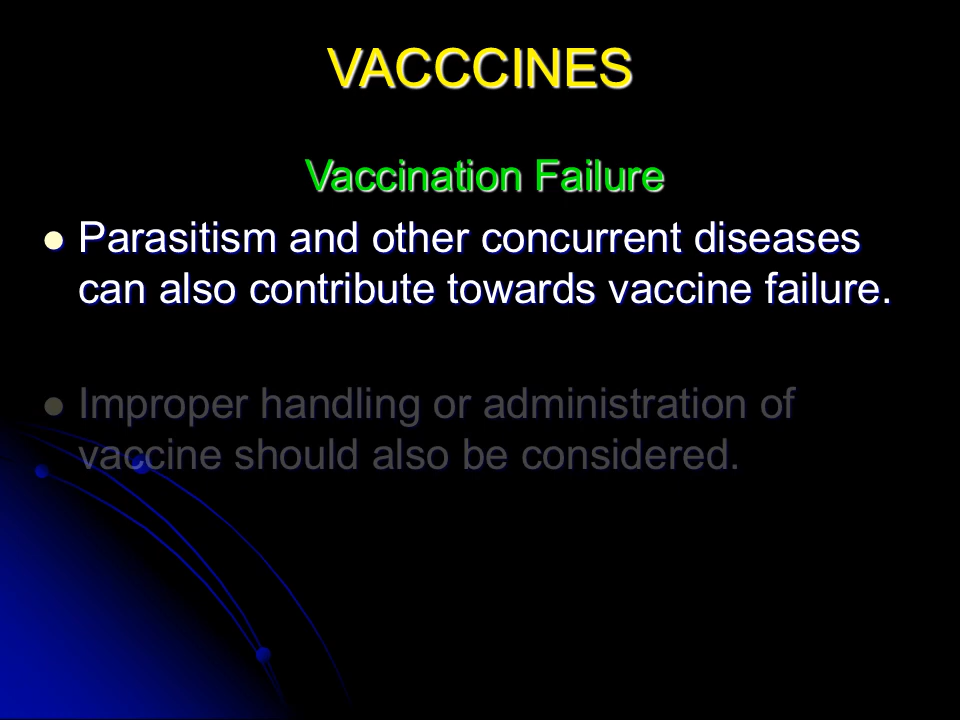 VACCCINES
Vaccination Failure
Parasitism and other concurrent diseases
can also contribute towards vaccine failure.
Improper handling or administration of
vaccine should also be considered.